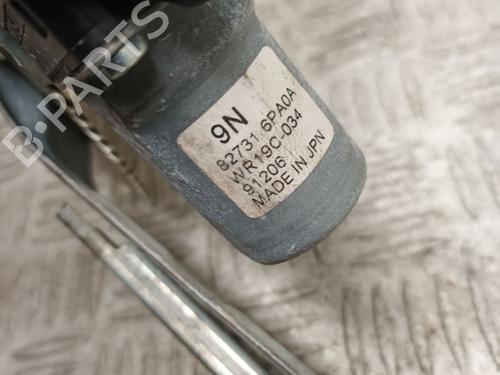 9N
82731 6PA0A
WR19C-034
91206
MADE IN JPN
B-PARTS